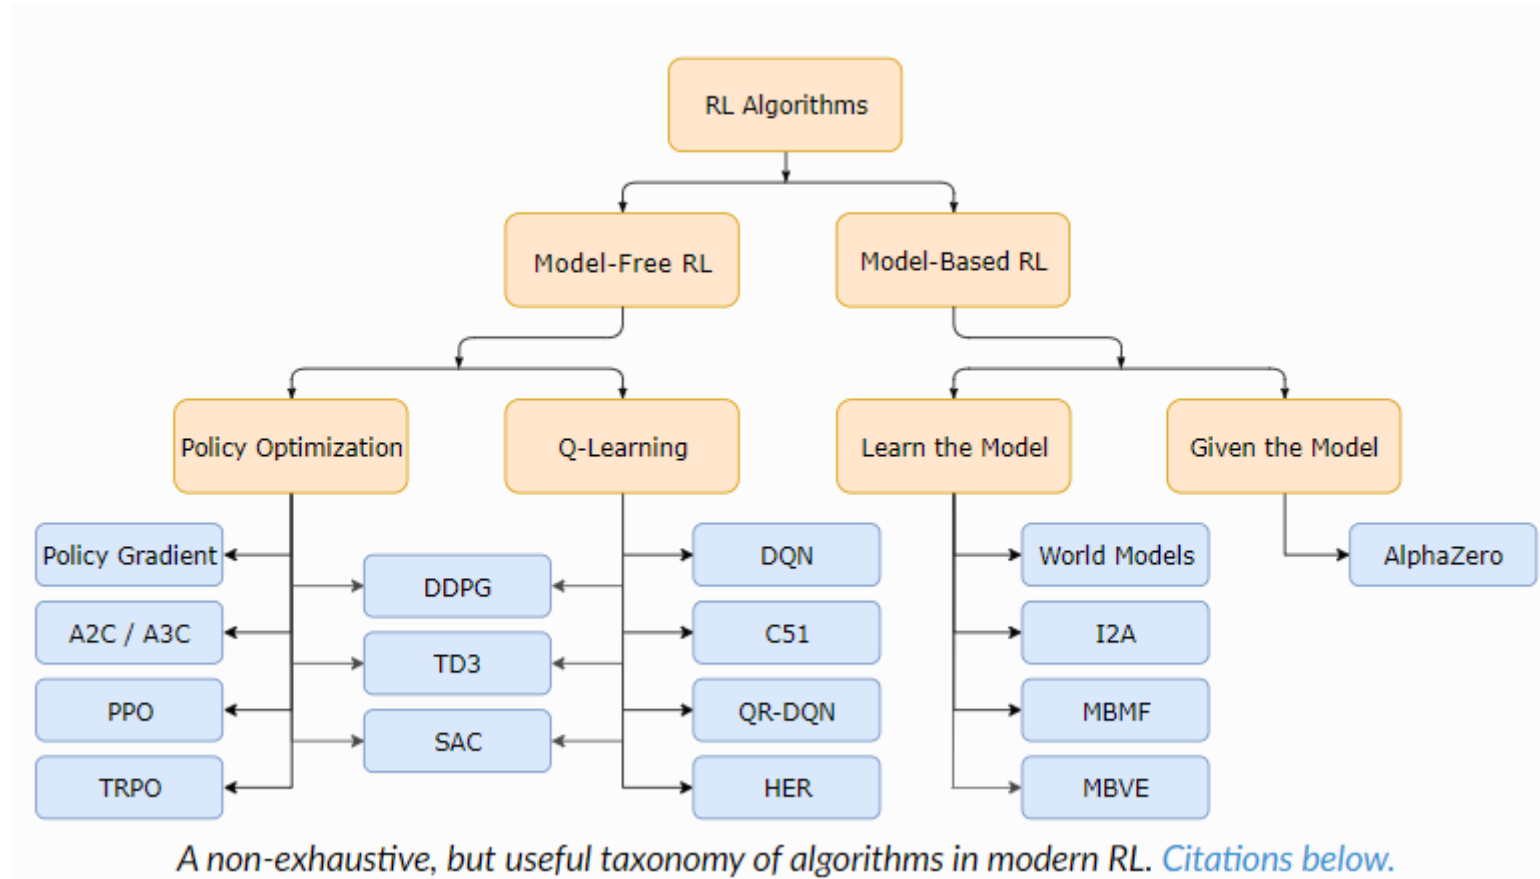 RL Algorithms
Model-Free RL
Model-Based RL
Policy Optimization
Q-Learning
Learn the Model
Given the Model
Policy Gradient
A2C / A3C
PPO
TRPO
DDPG
TD3
SAC
DQN
C51
QR-DQN
HER
World Models
I2A
MBMF
MBVE
AlphaZero
A non-exhaustive, but useful taxonomy of algorithms in modern RL. Citations below.